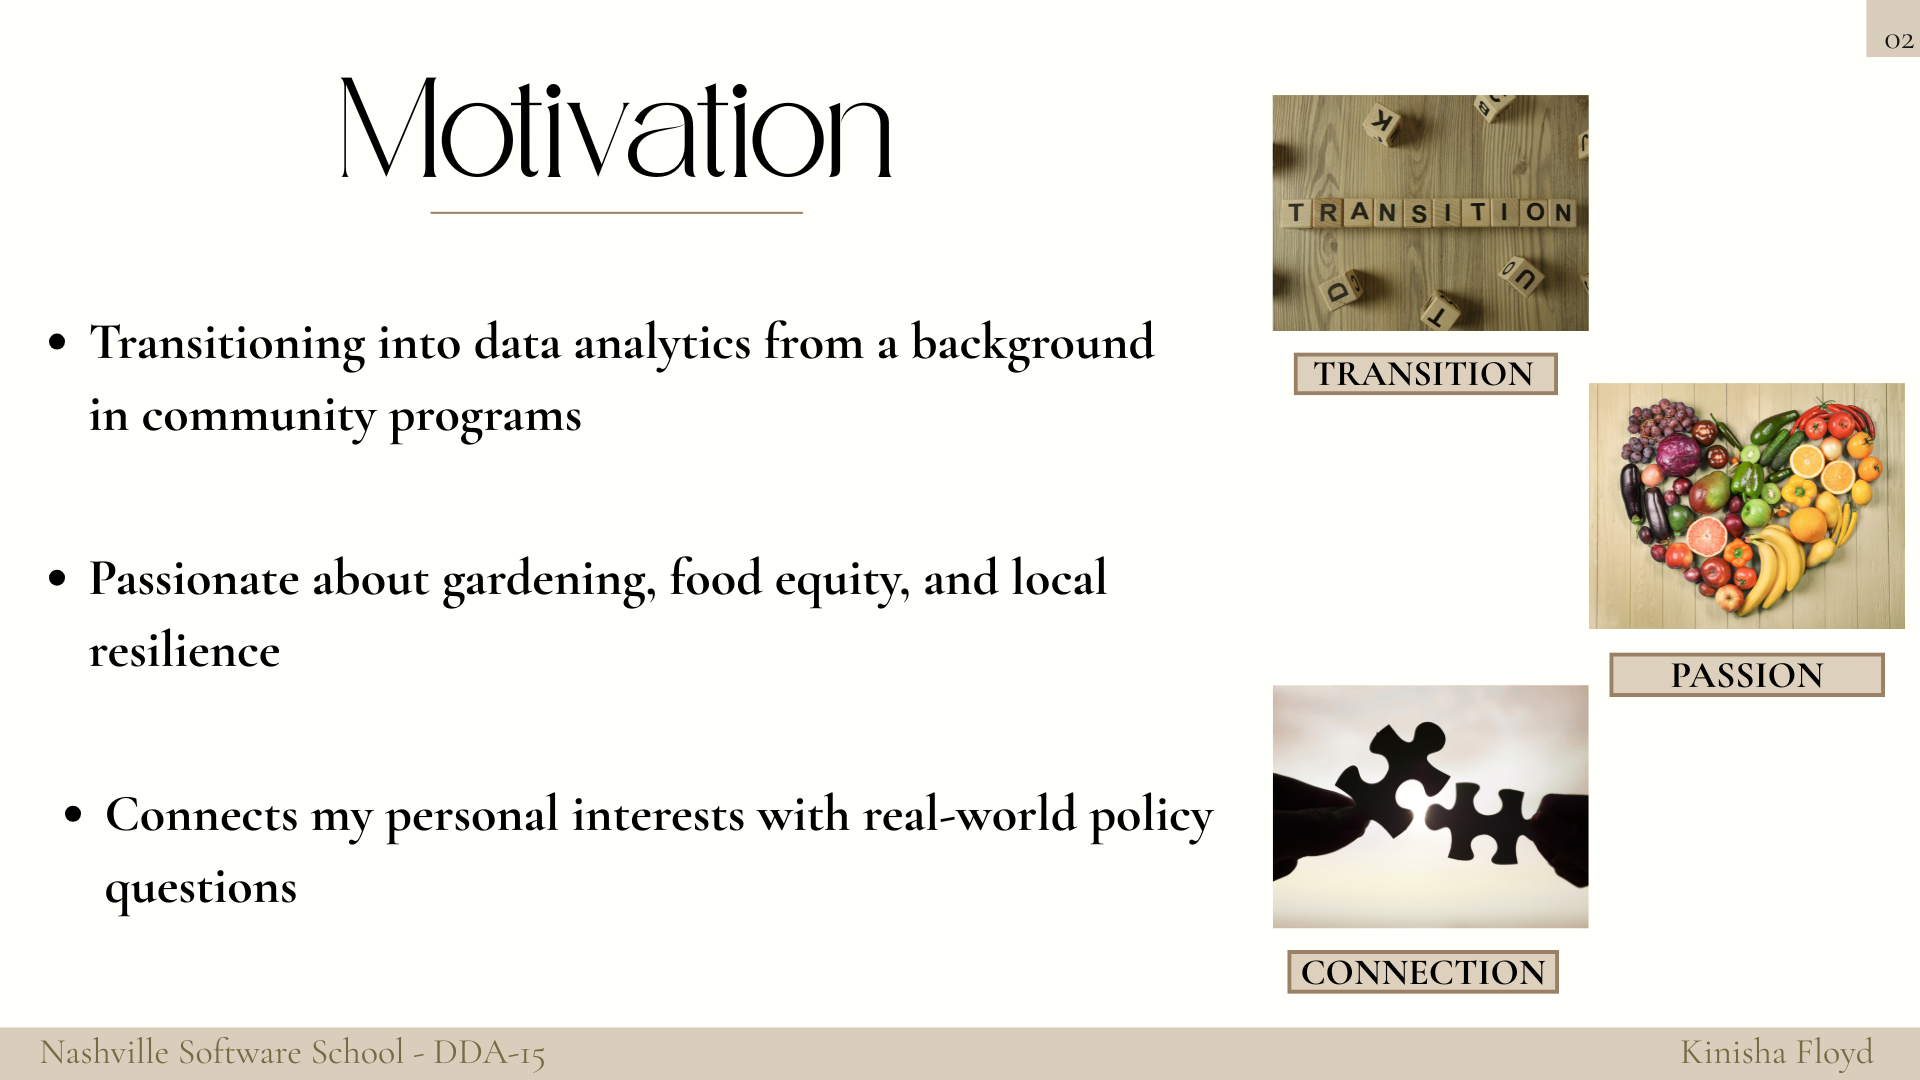 02
Motivation
• Transitioning into data analytics from a background
in community programs
• Passionate about gardening, food equity, and local
resilience
• Connects my personal interests with real-world policy
questions
K
B
TRANSITION
D
T
O U
TRANSITION
PASSION
CONNECTION
Nashville Software School - DDA-15
Kinisha Floyd